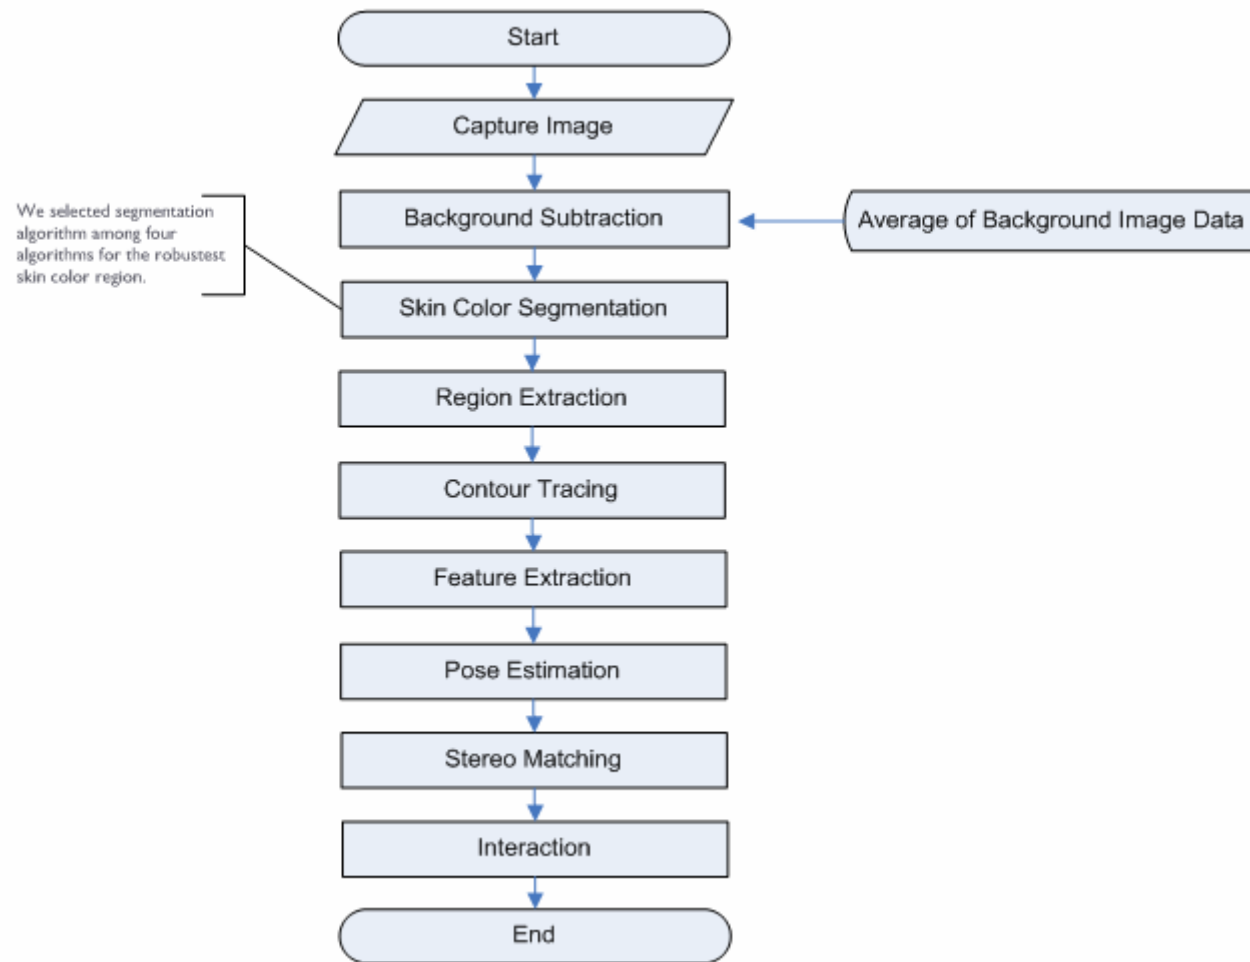 Start
Capture Image
Background Subtraction
Average of Background Image Data
We selected segmentation
algorithm among four
algorithms for the robustest
skin color region.
Skin Color Segmentation
Region Extraction
Contour Tracing
Feature Extraction
Pose Estimation
Stereo Matching
Interaction
End